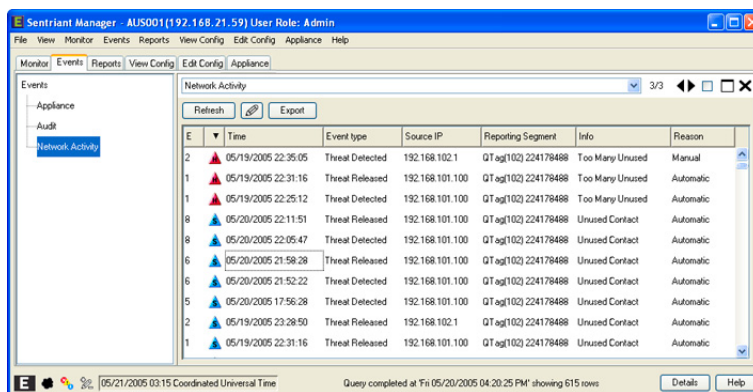 Sentriant Manager - AUS001(192.168.21.59) User Role: Admin
File View Monitor Events Reports View Config Edit Config Appliance Help
Monitor Events Reports View Config Edit Config Appliance
Events
Appliance
Audit
Network Activity
Network Activity 3/3
Refresh Export
E Time Event type Source IP Reporting Segment Info Reason
2 05/19/2005 22:35:05 Threat Detected 192.168.102.1 QTag(102) 224178488 Too Many Unused Manual
1 05/19/2005 22:31:16 Threat Released 192.168.101.100 QTag(102) 224178488 Too Many Unused Automatic
1 05/19/2005 22:25:12 Threat Detected 192.168.101.100 QTag(102) 224178488 Too Many Unused Automatic
8 05/20/2005 22:11:51 Threat Released 192.168.101.100 QTag(102) 224178488 Unused Contact Automatic
8 05/20/2005 22:05:47 Threat Detected 192.168.101.100 QTag(102) 224178488 Unused Contact Automatic
6 05/20/2005 21:58:28 Threat Released 192.168.101.100 QTag(102) 224178488 Unused Contact Automatic
6 05/20/2005 21:52:22 Threat Detected 192.168.101.100 QTag(102) 224178488 Unused Contact Automatic
5 05/20/2005 17:56:28 Threat Detected 192.168.101.100 QTag(102) 224178488 Unused Contact Automatic
2 05/19/2005 23:28:50 Threat Released 192.168.102.1 QTag(102) 224178488 Unused Contact Automatic
1 05/19/2005 22:31:16 Threat Released 192.168.101.100 QTag(102) 224178488 Unused Contact Automatic
E 05/21/2005 03:15 Coordinated Universal Time Query completed at 'Fri 05/20/2005 04:20:25 PM' showing 615 rows Details Help